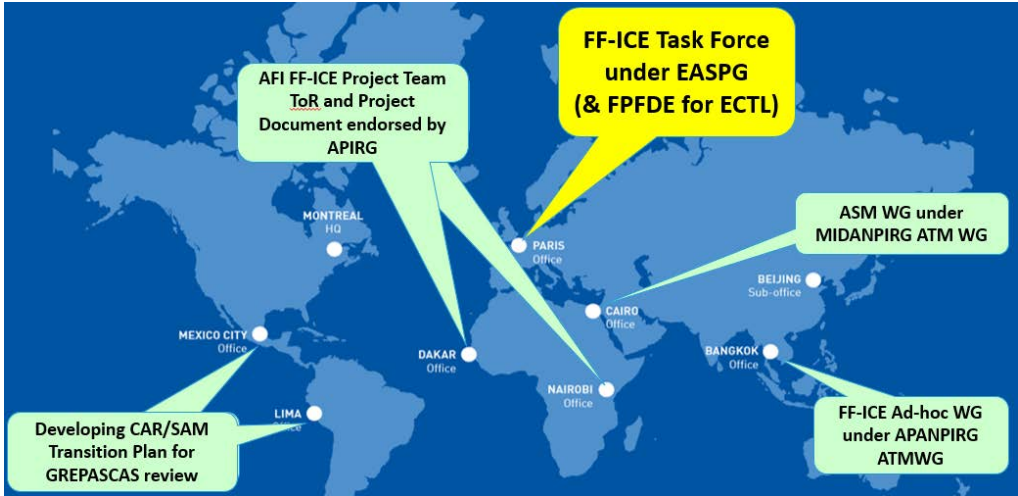 FF-ICE Task Force
under EASPG
(& FPFDE for ECTL)
AFI FF-ICE Project Team
ToR and Project
Document endorsed by
APIRG
ASM WG under
MIDANPIRG ATM WG
MONTREAL
HQ
PARIS
Office
BEIJING
Sub-office
CAIRO
Office
MEXICO CITY
Office
DAKAR
Office
BANGKOK
Office
NAIROBI
Office
LIMA
Office
Developing CAR/SAM
Transition Plan for
GREPASCAS review
FF-ICE Ad-hoc WG
under APANPIRG
ATMWG